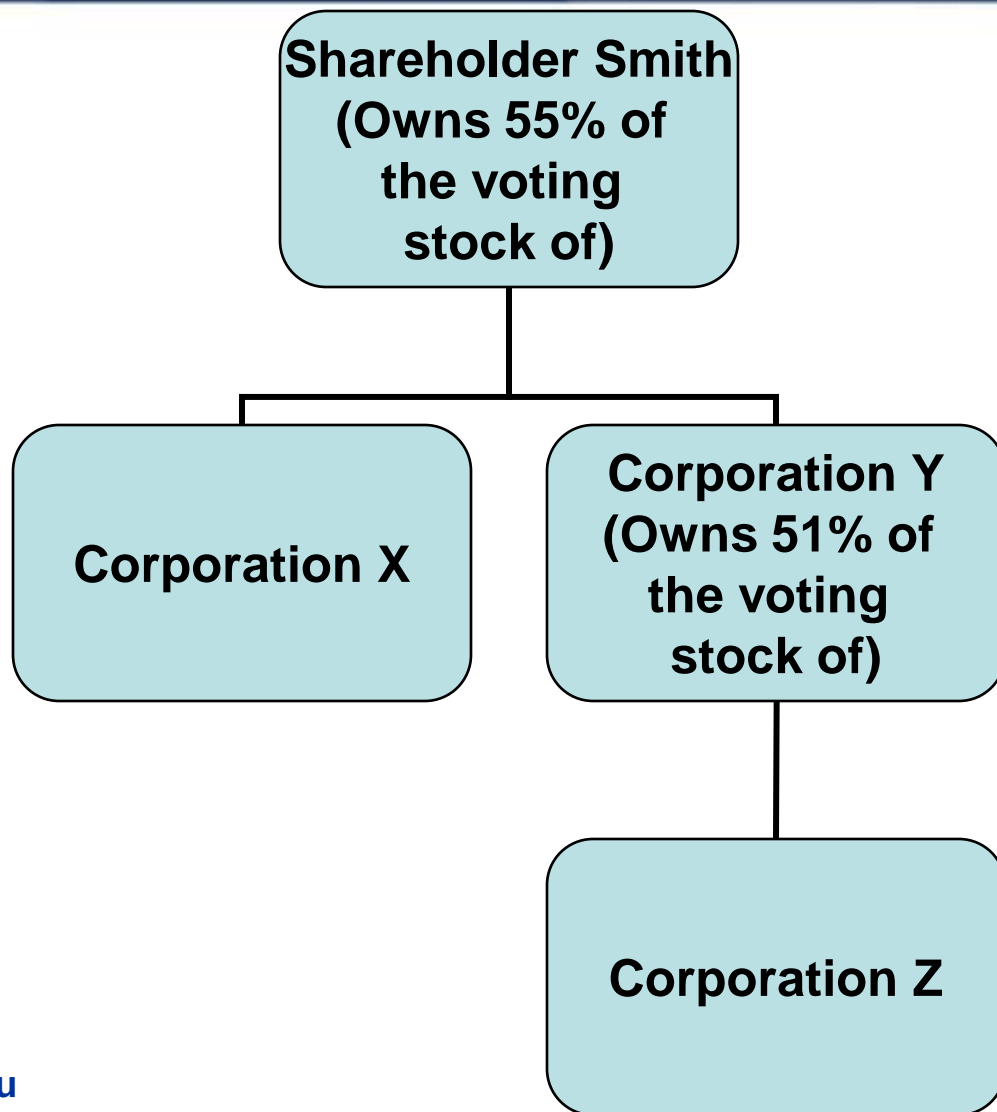 Shareholder Smith
(Owns 55% of
the voting
stock of)
Corporation X
Corporation Y
(Owns 51% of
the voting
stock of)
Corporation Z
u